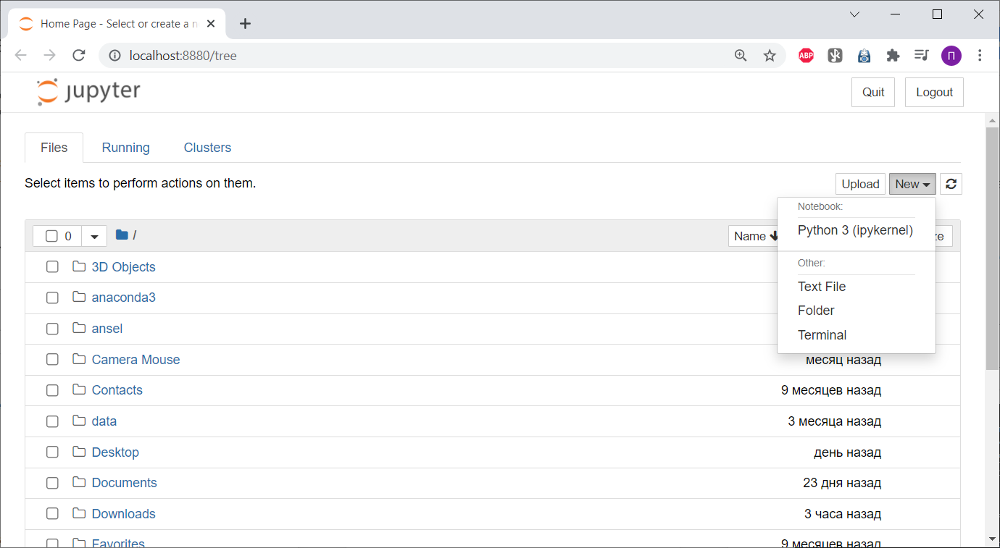 Home Page - Select or create a n
localhost:8880/tree
ABP
П
jupyter
Quit
Logout
Files
Running
Clusters
Select items to perform actions on them.
Upload
New
Notebook:
Python 3 (ipykernel)
Other:
Text File
Folder
Terminal
0
/
Name
ze
3D Objects
anaconda3
ansel
Camera Mouse
месяц назад
Contacts
9 месяцев назад
data
3 месяца назад
Desktop
день назад
Documents
23 дня назад
Downloads
3 часа назад
Favorites
9 месяцев назад